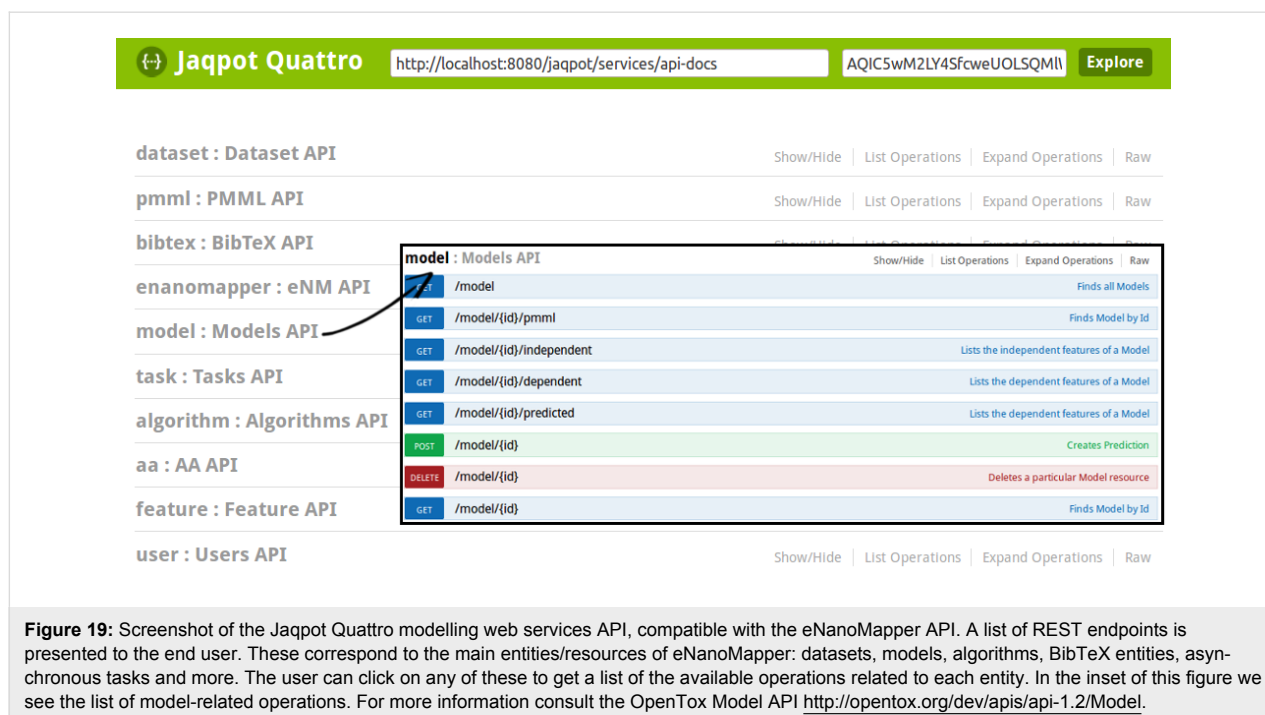 Jaqpot Quattro http://localhost:8080/jaqpot/services/api-docs Explore
dataset : Dataset API Show/Hide List Operations Expand Operations Raw
pmml : PMML API Show/Hide List Operations Expand Operations Raw
bibtex : BibTeX API
enanomapper : eNM API
model : Models API
task : Tasks API
algorithm : Algorithms API
aa : AA API
feature : Feature API
user : Users API Show/Hide List Operations Expand Operations Raw
model : Models API Show/Hide List Operations Expand Operations Raw
GET /model Finds all Models
GET /model/{id}/pmml Finds Model by Id
GET /model/{id}/independent Lists the independent features of a Model
GET /model/{id}/dependent Lists the dependent features of a Model
GET /model/{id}/predicted Lists the dependent features of a Model
POST /model/{id} Creates Prediction
DELETE /model/{id} Deletes a particular Model resource
GET /model/{id} Finds Model by Id
Figure 19: Screenshot of the Jaqpot Quattro modelling web services API, compatible with the eNanoMapper API. A list of REST endpoints is
presented to the end user. These correspond to the main entities/resources of eNanoMapper: datasets, models, algorithms, BibTeX entities, asyn-
chronous tasks and more. The user can click on any of these to get a list of the available operations related to each entity. In the inset of this figure we
see the list of model-related operations. For more information consult the OpenTox Model API http://opentox.org/dev/apis/api-1.2/Model.